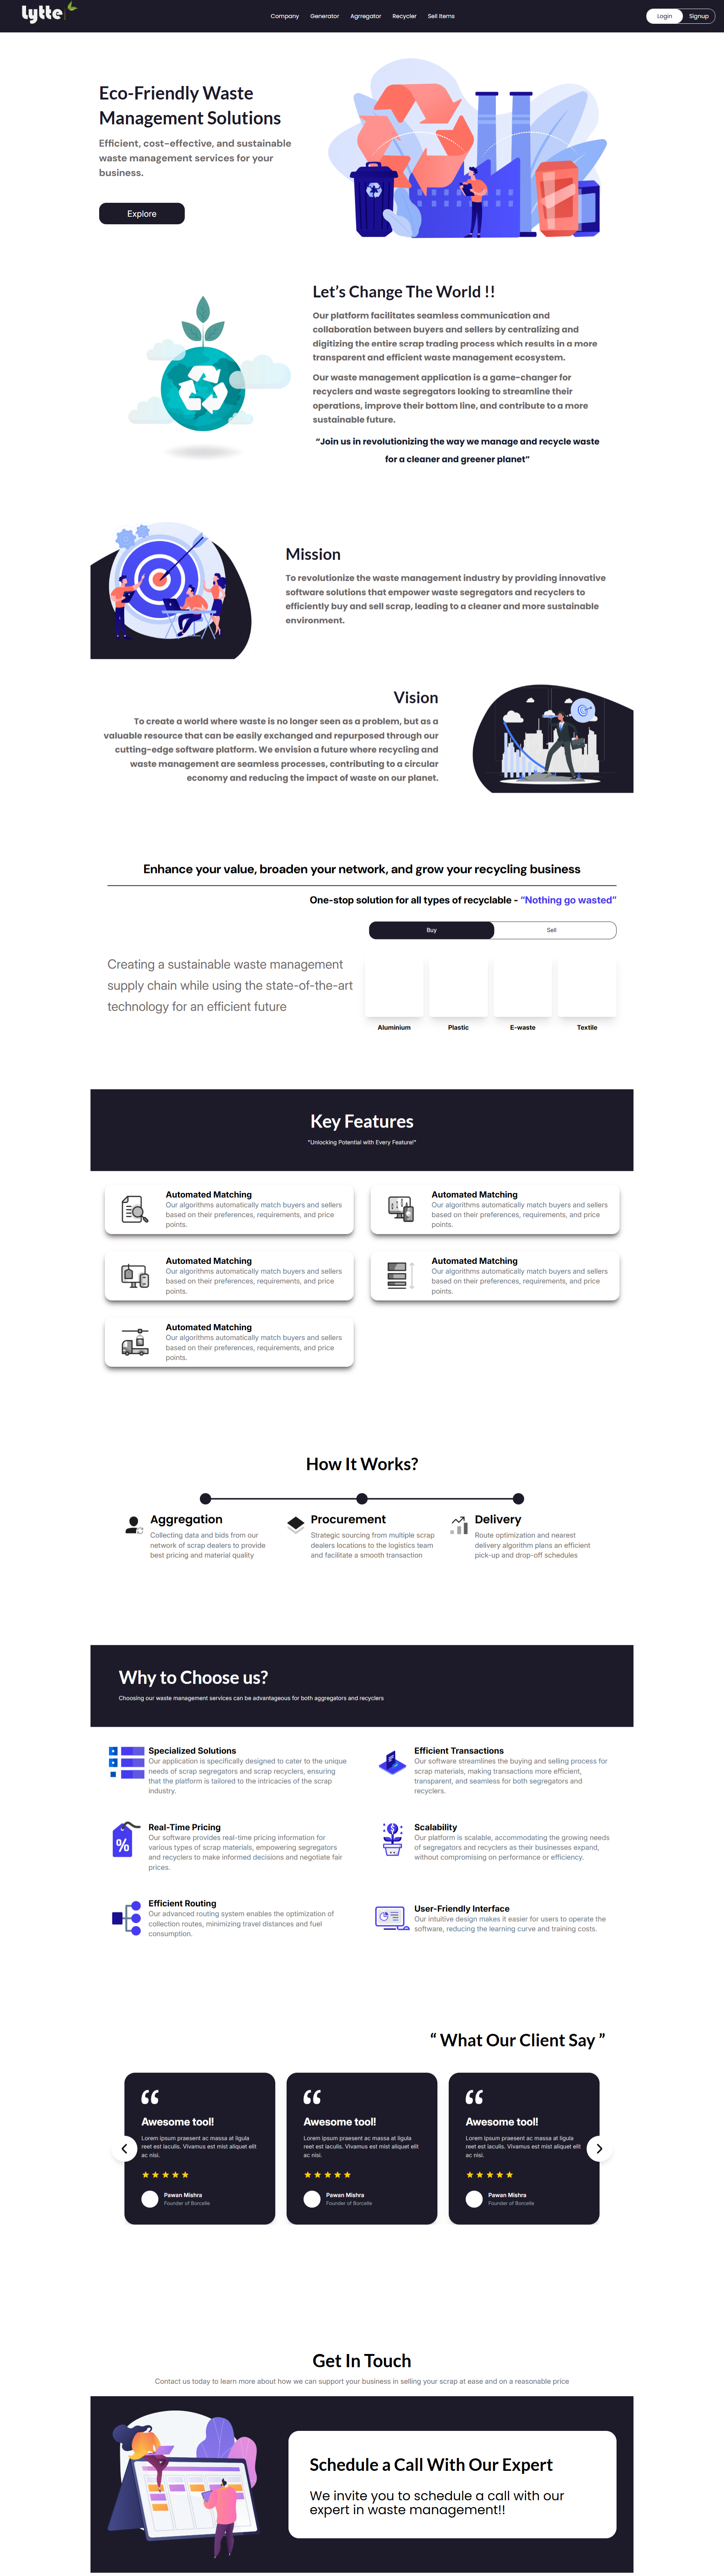 lytte
Company
Generator
Agrregator
Recycler
Sell Items
Login
Signup
Eco-Friendly Waste
Management Solutions
Efficient, cost-effective, and sustainable
waste management services for your
business.
Explore
Let's Change The World !!
Our platform facilitates seamless communication and
collaboration between buyers and sellers by centralizing and
digitizing the entire scrap trading process which results in a more
transparent and efficient waste management ecosystem.
Our waste management application is a game-changer for
recyclers and waste segregators looking to streamline their
operations, improve their bottom line, and contribute to a more
sustainable future.
“Join us in revolutionizing the way we manage and recycle waste
for a cleaner and greener planet”
Mission
To revolutionize the waste management industry by providing innovative
software solutions that empower waste segregators and recyclers to
efficiently buy and sell scrap, leading to a cleaner and more sustainable
environment.
Vision
To create a world where waste is no longer seen as a problem, but as a
valuable resource that can be easily exchanged and repurposed through our
cutting-edge software platform. We envision a future where recycling and
waste management are seamless processes, contributing to a circular
economy and reducing the impact of waste on our planet.
Enhance your value, broaden your network, and grow your recycling business
One-stop solution for all types of recyclable - “Nothing go wasted”
Buy
Sell
Creating a sustainable waste management
supply chain while using the state-of-the-art
technology for an efficient future
Aluminium
Plastic
E-waste
Textile
Key Features
"Unlocking Potential with Every Feature!"
Automated Matching
Our algorithms automatically match buyers and sellers
based on their preferences, requirements, and price
points.
Automated Matching
Our algorithms automatically match buyers and sellers
based on their preferences, requirements, and price
points.
Automated Matching
Our algorithms automatically match buyers and sellers
based on their preferences, requirements, and price
points.
Automated Matching
Our algorithms automatically match buyers and sellers
based on their preferences, requirements, and price
points.
Automated Matching
Our algorithms automatically match buyers and sellers
based on their preferences, requirements, and price
points.
How It Works?
Aggregation
Collecting data and bids from our
network of scrap dealers to provide
best pricing and material quality
Procurement
Strategic sourcing from multiple scrap
dealers locations to the logistics team
and facilitate a smooth transaction
Delivery
Route optimization and nearest
delivery algorithm plans an efficient
pick-up and drop-off schedules
Why to Choose us?
Choosing our waste management services can be advantageous for both aggregators and recyclers
Specialized Solutions
Our application is specifically designed to cater to the unique
needs of scrap segregators and scrap recyclers, ensuring
that the platform is tailored to the intricacies of the scrap
industry.
Efficient Transactions
Our software streamlines the buying and selling process for
scrap materials, making transactions more efficient,
transparent, and seamless for both segregators and
recyclers.
Real-Time Pricing
Our software provides real-time pricing information for
various types of scrap materials, empowering segregators
and recyclers to make informed decisions and negotiate fair
prices.
Scalability
Our platform is scalable, accommodating the growing needs
of segregators and recyclers as their businesses expand,
without compromising on performance or efficiency.
Efficient Routing
Our advanced routing system enables the optimization of
collection routes, minimizing travel distances and fuel
consumption.
User-Friendly Interface
Our intuitive design makes it easier for users to operate the
software, reducing the learning curve and training costs.
“ What Our Client Say ”
Awesome tool!
Lorem ipsum praesent ac massa at ligula
reet est iaculis. Vivamus est mist aliquet elit
ac nisi.
Pawan Mishra
Founder of Borcelle
Awesome tool!
Lorem ipsum praesent ac massa at ligula
reet est iaculis. Vivamus est mist aliquet elit
ac nisi.
Pawan Mishra
Founder of Borcelle
Awesome tool!
Lorem ipsum praesent ac massa at ligula
reet est iaculis. Vivamus est mist aliquet elit
ac nisi.
Pawan Mishra
Founder of Borcelle
Get In Touch
Contact us today to learn more about how we can support your business in selling your scrap at ease and on a reasonable price
Schedule a Call With Our Expert
We invite you to schedule a call with our
expert in waste management!!